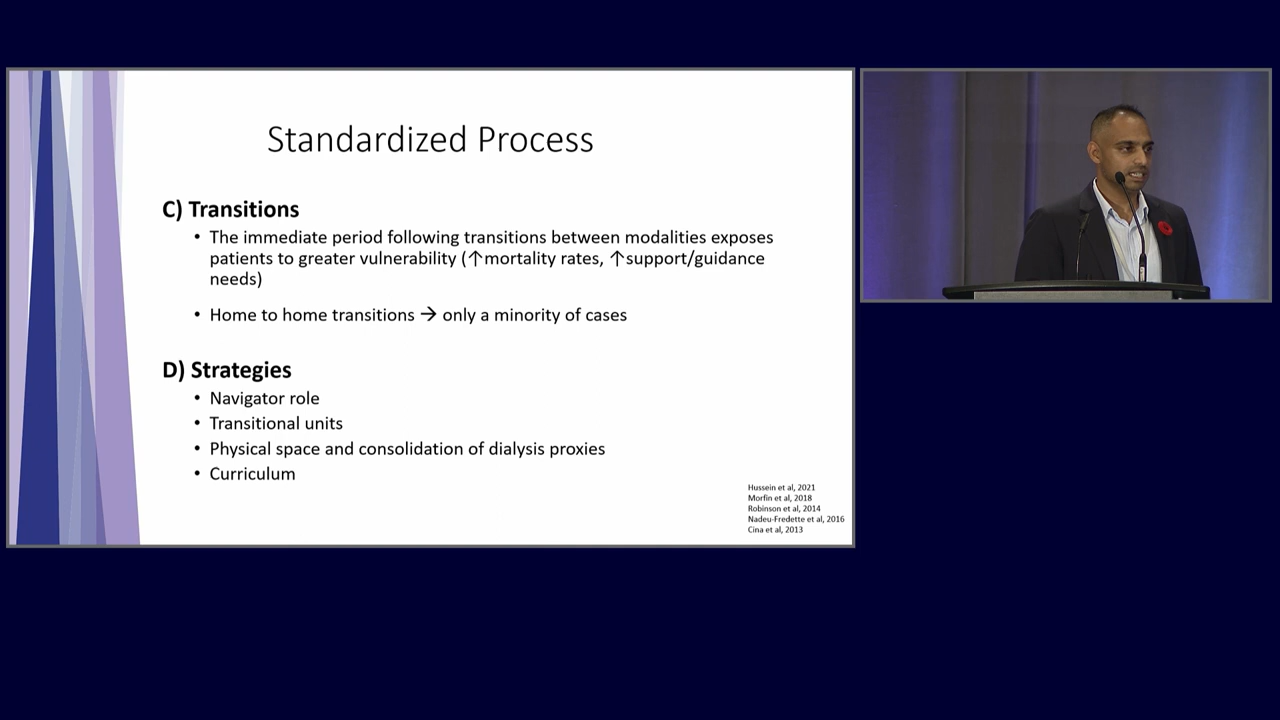 Standardized Process
C) Transitions
• The immediate period following transitions between modalities exposes
patients to greater vulnerability (↑mortality rates, ↑support/guidance
needs)
• Home to home transitions → only a minority of cases
D) Strategies
• Navigator role
• Transitional units
• Physical space and consolidation of dialysis proxies
• Curriculum
Hussein et al, 2021
Morfin et al, 2018
Robinson et al, 2014
Nadeu-Fredette et al, 2016
Cina et al, 2013